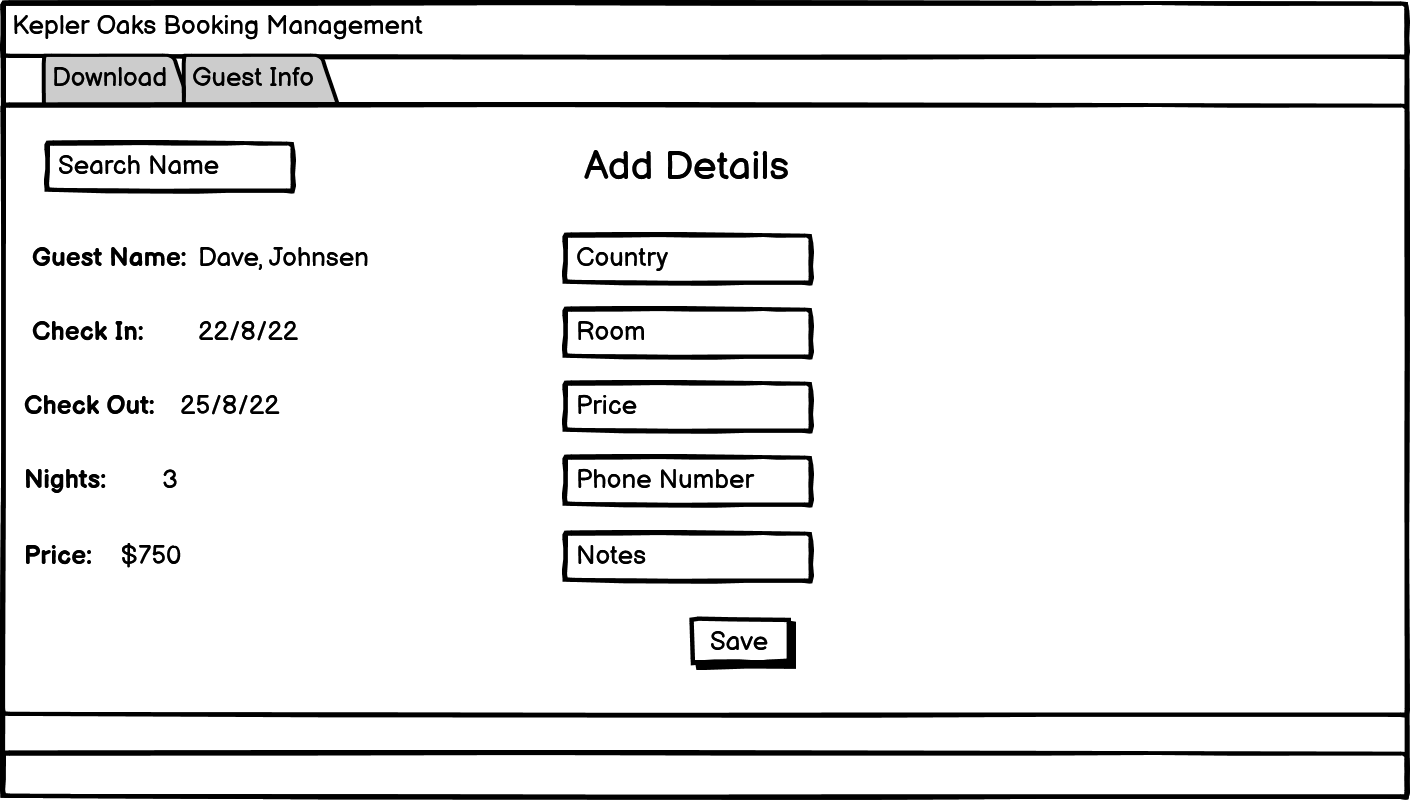 Kepler Oaks Booking Management
Download
Guest Info
Search Name
Guest Name: Dave, Johnsen
Check In: 22/8/22
Check Out: 25/8/22
Nights: 3
Price: $750
Add Details
Country
Room
Price
Phone Number
Notes
Save